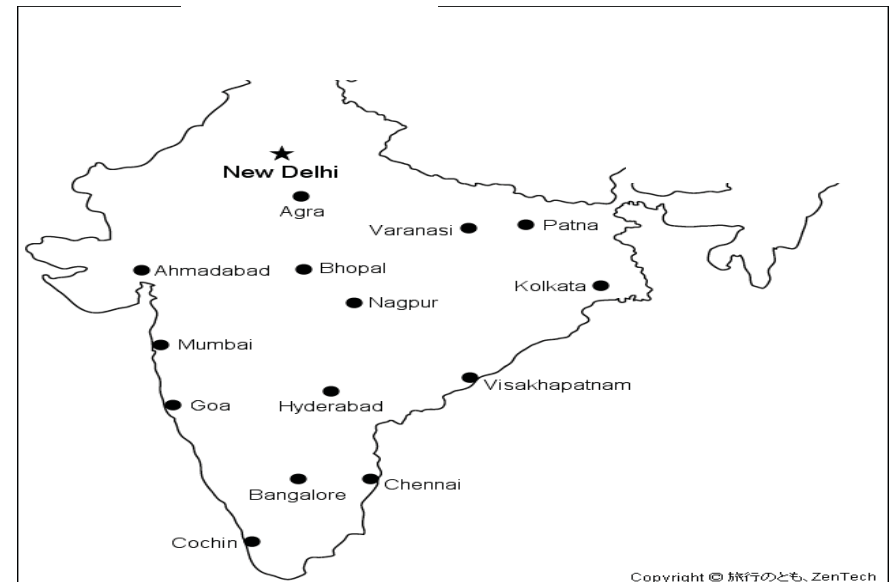 New Delhi
Agra
Varanasi
Patna
Ahmadabad
Bhopal
Kolkata
Nagpur
Mumbai
Visakhapatnam
Goa
Hyderabad
Bangalore
Chennai
Cochin
Copyright © 旅行のとも、ZenTech